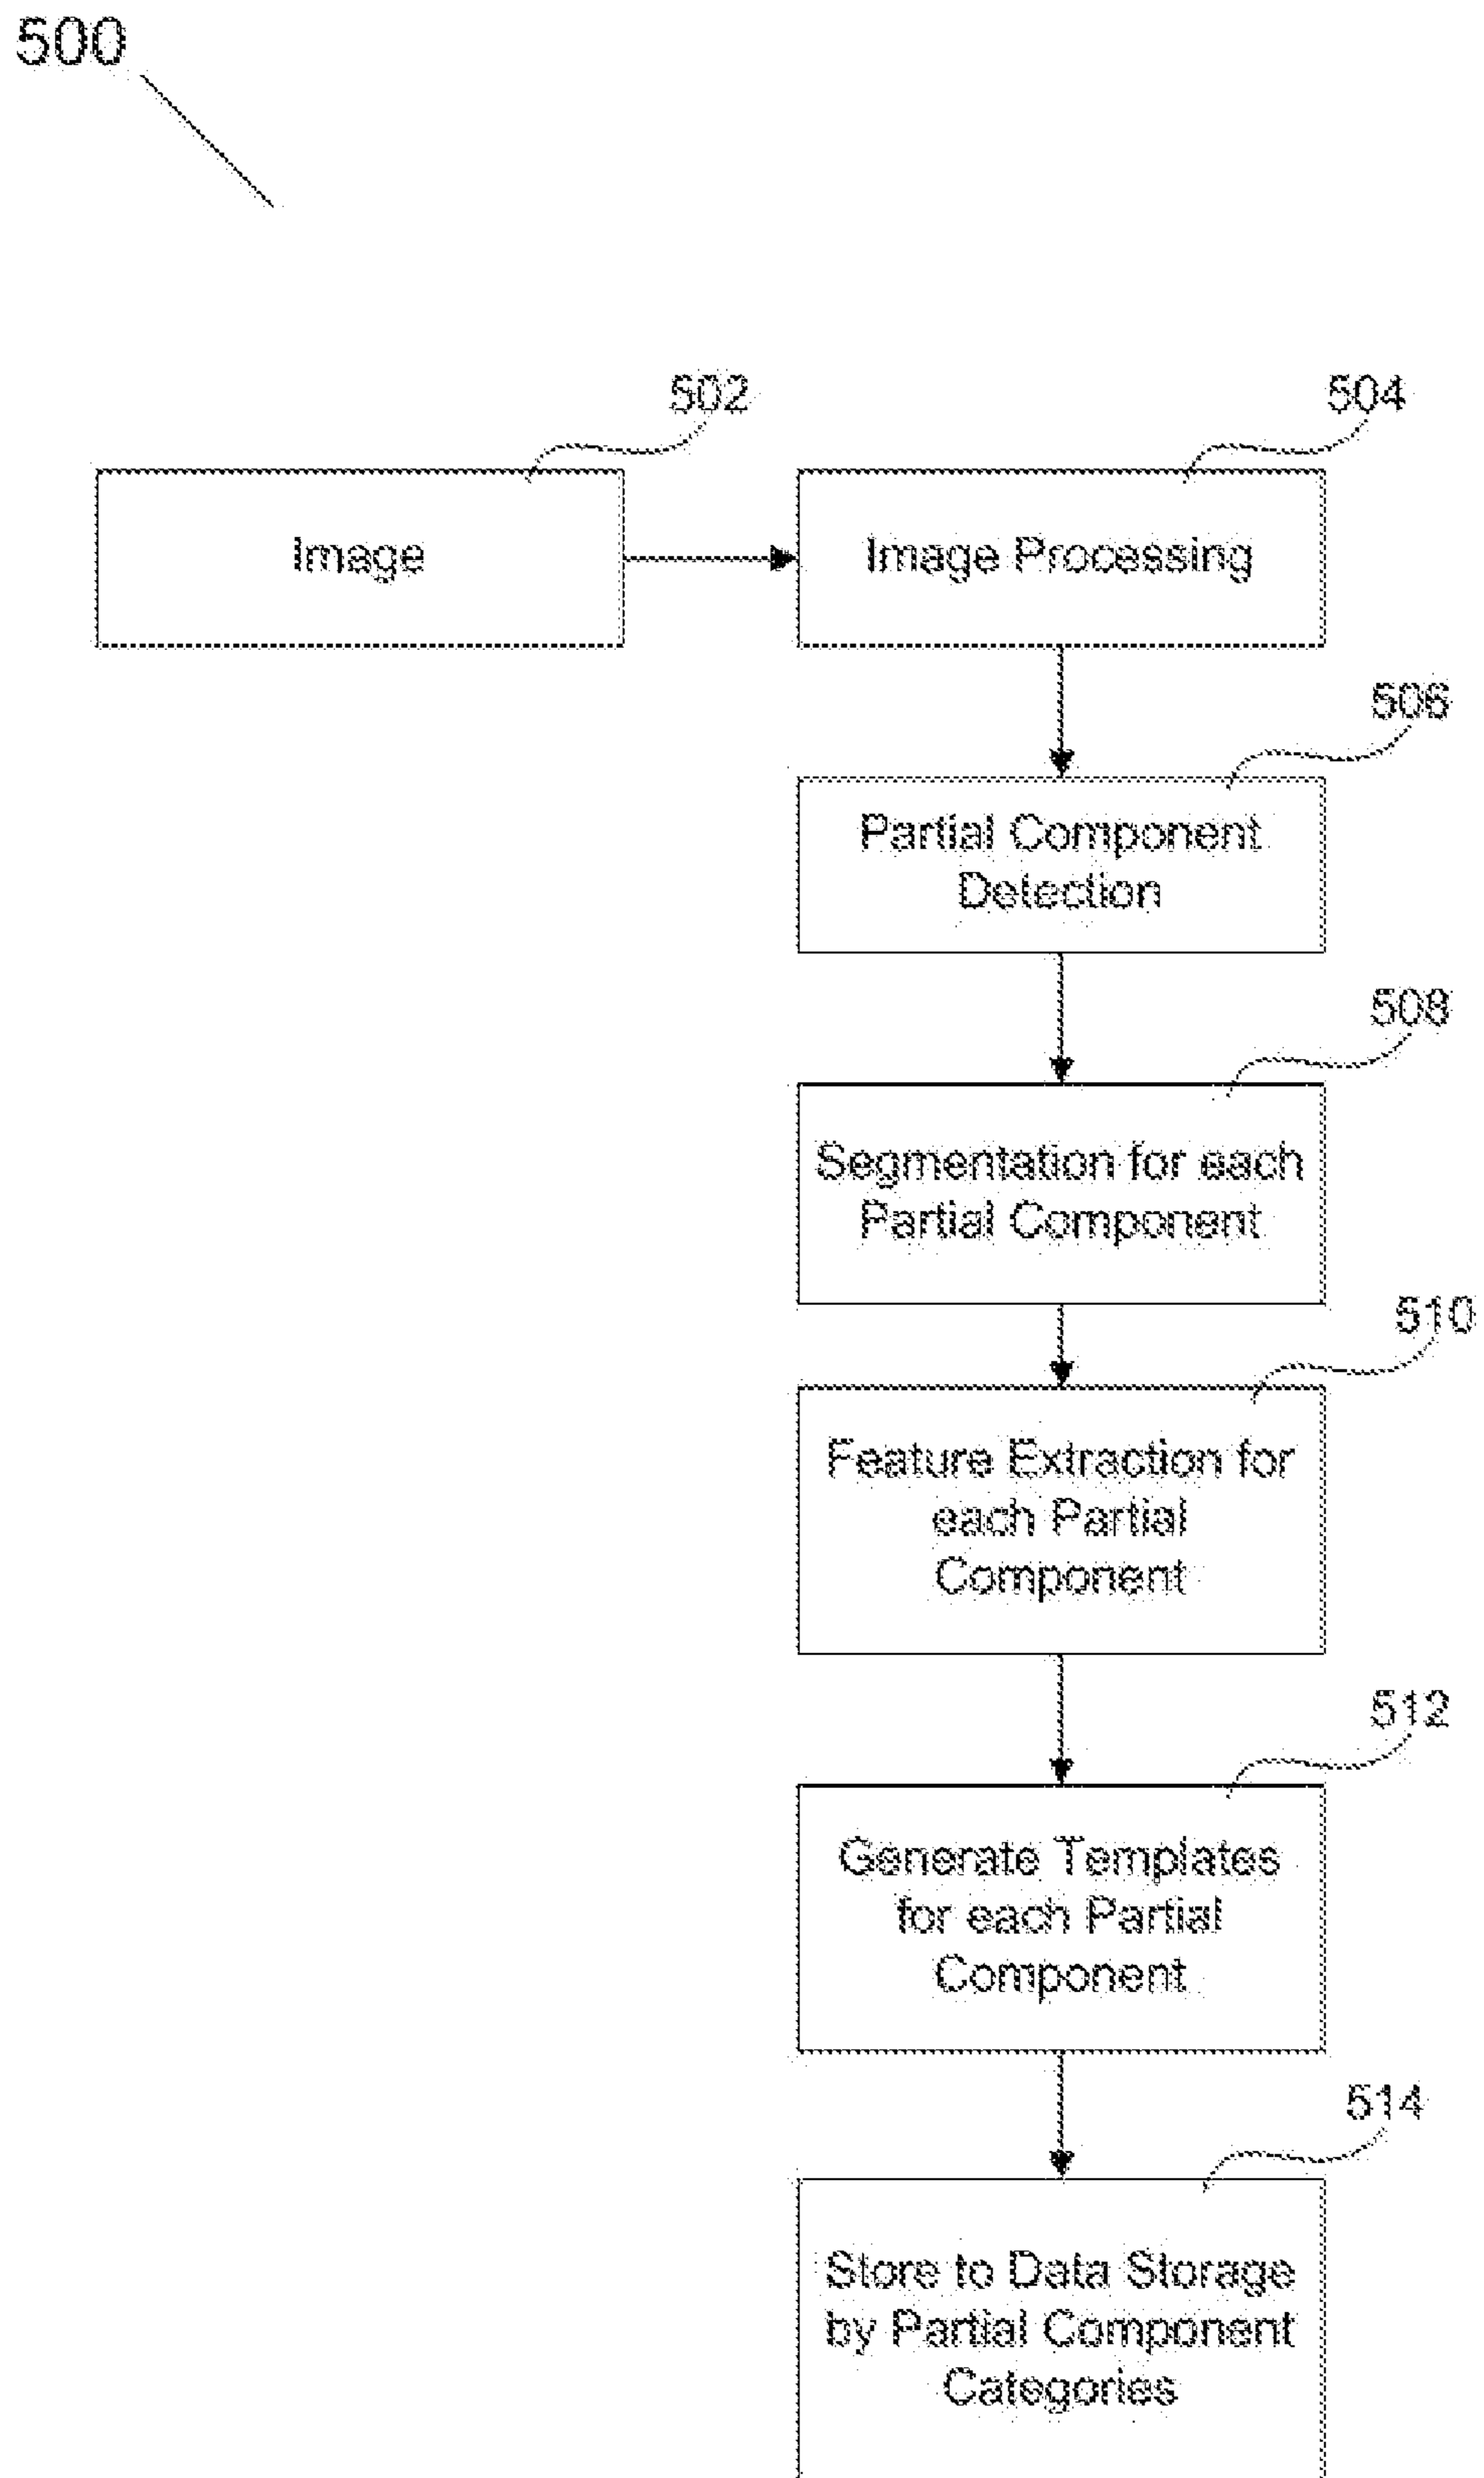 500
502
504
Image
Image Processing
506
Partial Component
Detection
508
Segmentation for each
Partial Component
510
Feature Extraction for
each Partial
Component
512
Generate Templates
for each Partial
Component
514
Store to Data Storage
by Partial Component
Categories